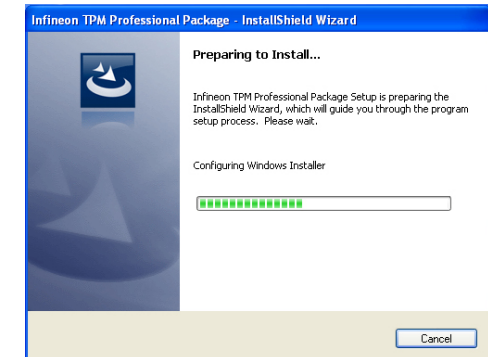 Infineon TPM Professional Package - InstallShield Wizard
Preparing to Install...
Infineon TPM Professional Package Setup is preparing the
InstallShield Wizard, which will guide you through the program
setup process. Please wait.
Configuring Windows Installer
Cancel